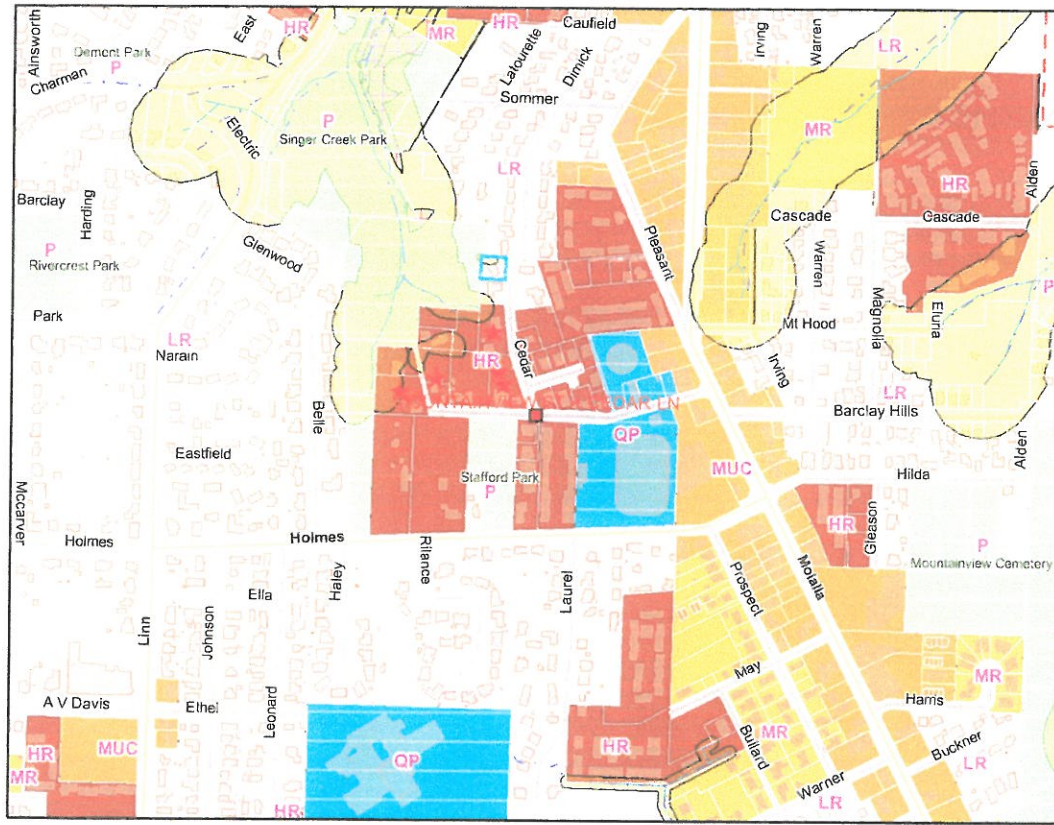 Ainsworth
Demont Park
P
Charman
East
HR
MR
HR
Caufield
Latourette
Dimick
Sommer
Irving
Warren
LR
Electric
P
Singer Creek Park
MR
LR
HR
Alden
Barclay
Harding
P
Rivercrest Park
Glenwood
Pleasant
Cascade
Cascade
Warren
Park
LR
Narain
Mt Hood
Magnolia
Eluria
P
Cedar
HR
Irving
LR
Belle
Barclay Hills
QP
Alden
Eastfield
Stafford Park
P
MUC
Hilda
Mccarver
Holmes
Holmes
Rilance
HR
Gleason
P
Mountainview Cemetery
Molalla
Prospect
Ella
Haley
Laurel
Linn
Johnson
May
MR
A V Davis
Ethel
Leonard
Harris
HR
MUC
MR
QP
HR
Bullard
MR
Buckner
LR
Warner
LR
HR